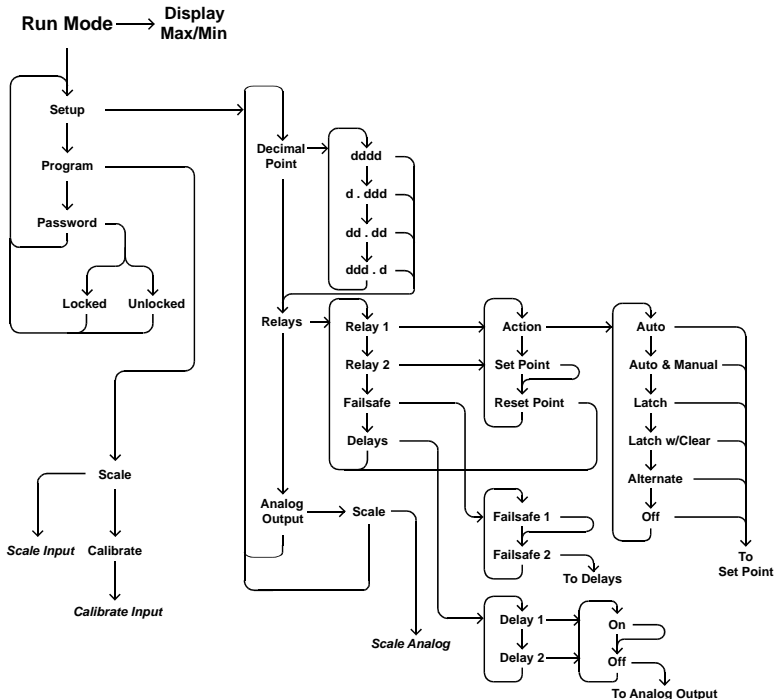 Run Mode
Display
Max/Min
Setup
Program
Password
Locked
Unlocked
Scale
Scale Input
Calibrate
Calibrate Input
Decimal
Point
dddd
d . ddd
dd . dd
ddd . d
Relays
Relay 1
Relay 2
Failsafe
Delays
Action
Set Point
Reset Point
Auto
Auto & Manual
Latch
Latch w/Clear
Alternate
Off
To
Set Point
Analog
Output
Scale
Scale Analog
Failsafe 1
Failsafe 2
To Delays
Delay 1
Delay 2
On
Off
To Analog Output